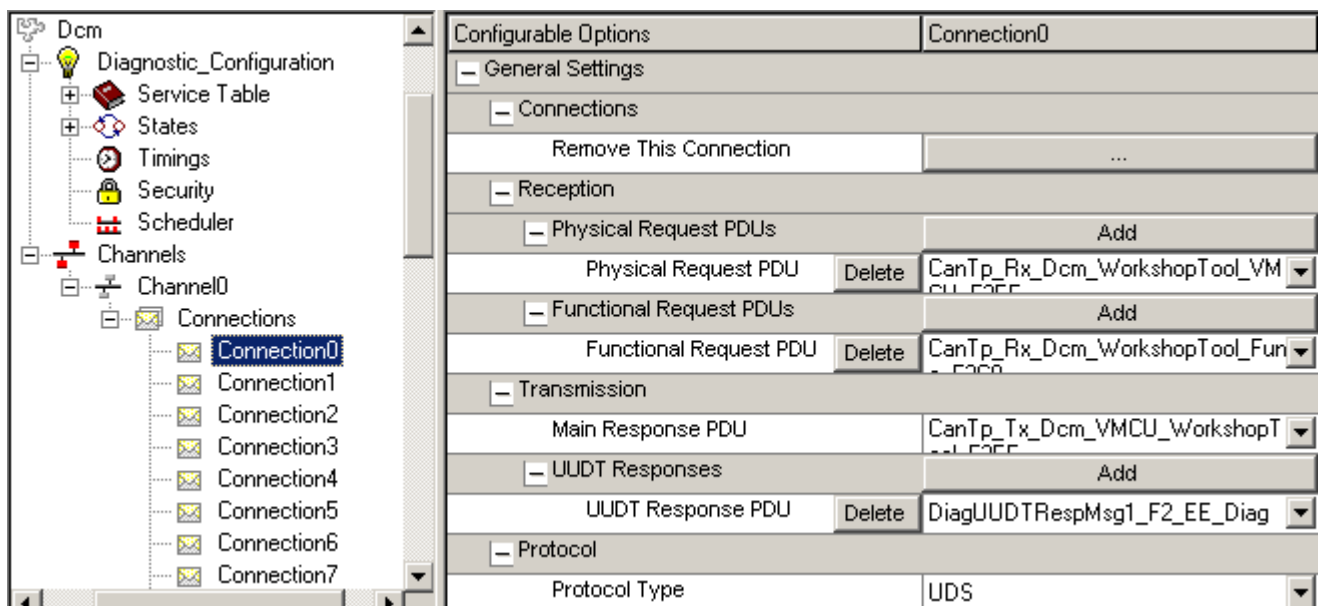 Dcm
Diagnostic_Configuration
Service Table
States
Timings
Security
Scheduler
Channels
Channel0
Connections
Connection0
Connection1
Connection2
Connection3
Connection4
Connection5
Connection6
Connection7
Configurable Options Connection0
General Settings
Connections
Remove This Connection ...
Reception
Physical Request PDUs Add
Physical Request PDU Delete CanTp_Rx_Dcm_WorkshopTool_VM
Functional Request PDUs Add
Functional Request PDU Delete CanTp_Rx_Dcm_WorkshopTool_Fun
Transmission
Main Response PDU CanTp_Tx_Dcm_VMCU_WorkshopT
UUDT Responses Add
UUDT Response PDU Delete DiagUUDTRespMsg1_F2_EE_Diag
Protocol
Protocol Type UDS